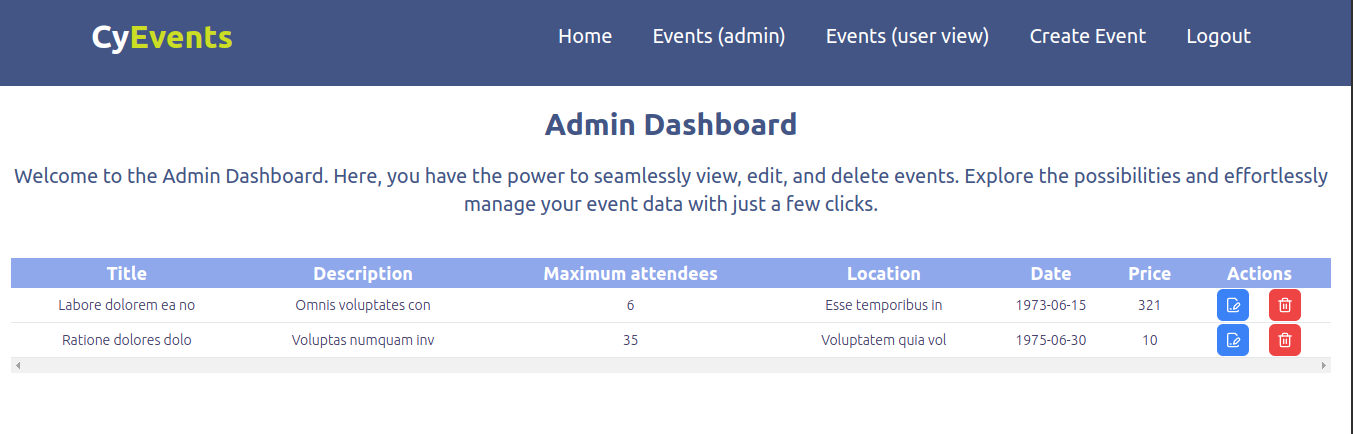 CyEvents Home Events (admin) Events (user view) Create Event Logout
Admin Dashboard
Welcome to the Admin Dashboard. Here, you have the power to seamlessly view, edit, and delete events. Explore the possibilities and effortlessly
manage your event data with just a few clicks.
Title Description Maximum attendees Location Date Price Actions
Labore dolorem ea no Omnis voluptates con 6 Esse temporibus in 1973-06-15 321
Ratione dolores dolo Voluptas numquam inv 35 Voluptatem quia vol 1975-06-30 10